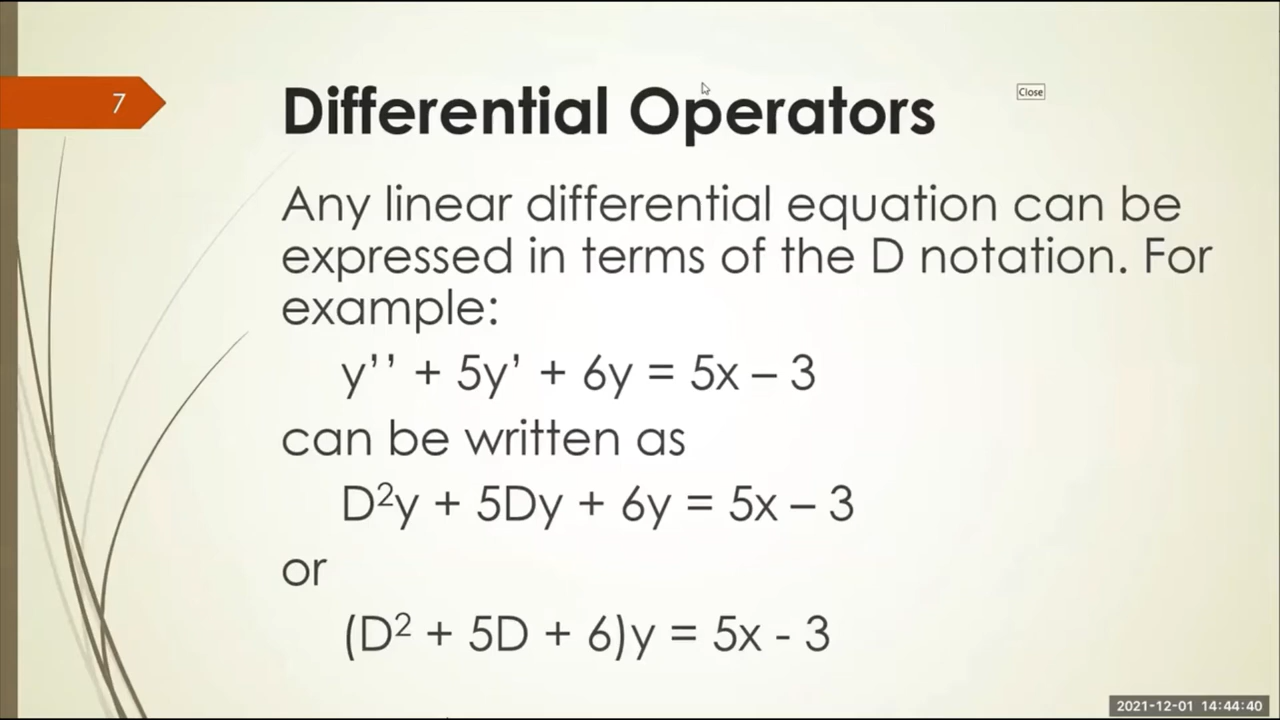 7
Differential Operators
Close
Any linear differential equation can be
expressed in terms of the D notation. For
example:
y’’ + 5y’ + 6y = 5x – 3
can be written as
D²y + 5Dy + 6y = 5x – 3
or
(D² + 5D + 6)y = 5x - 3
2021-12-01 14:44:40